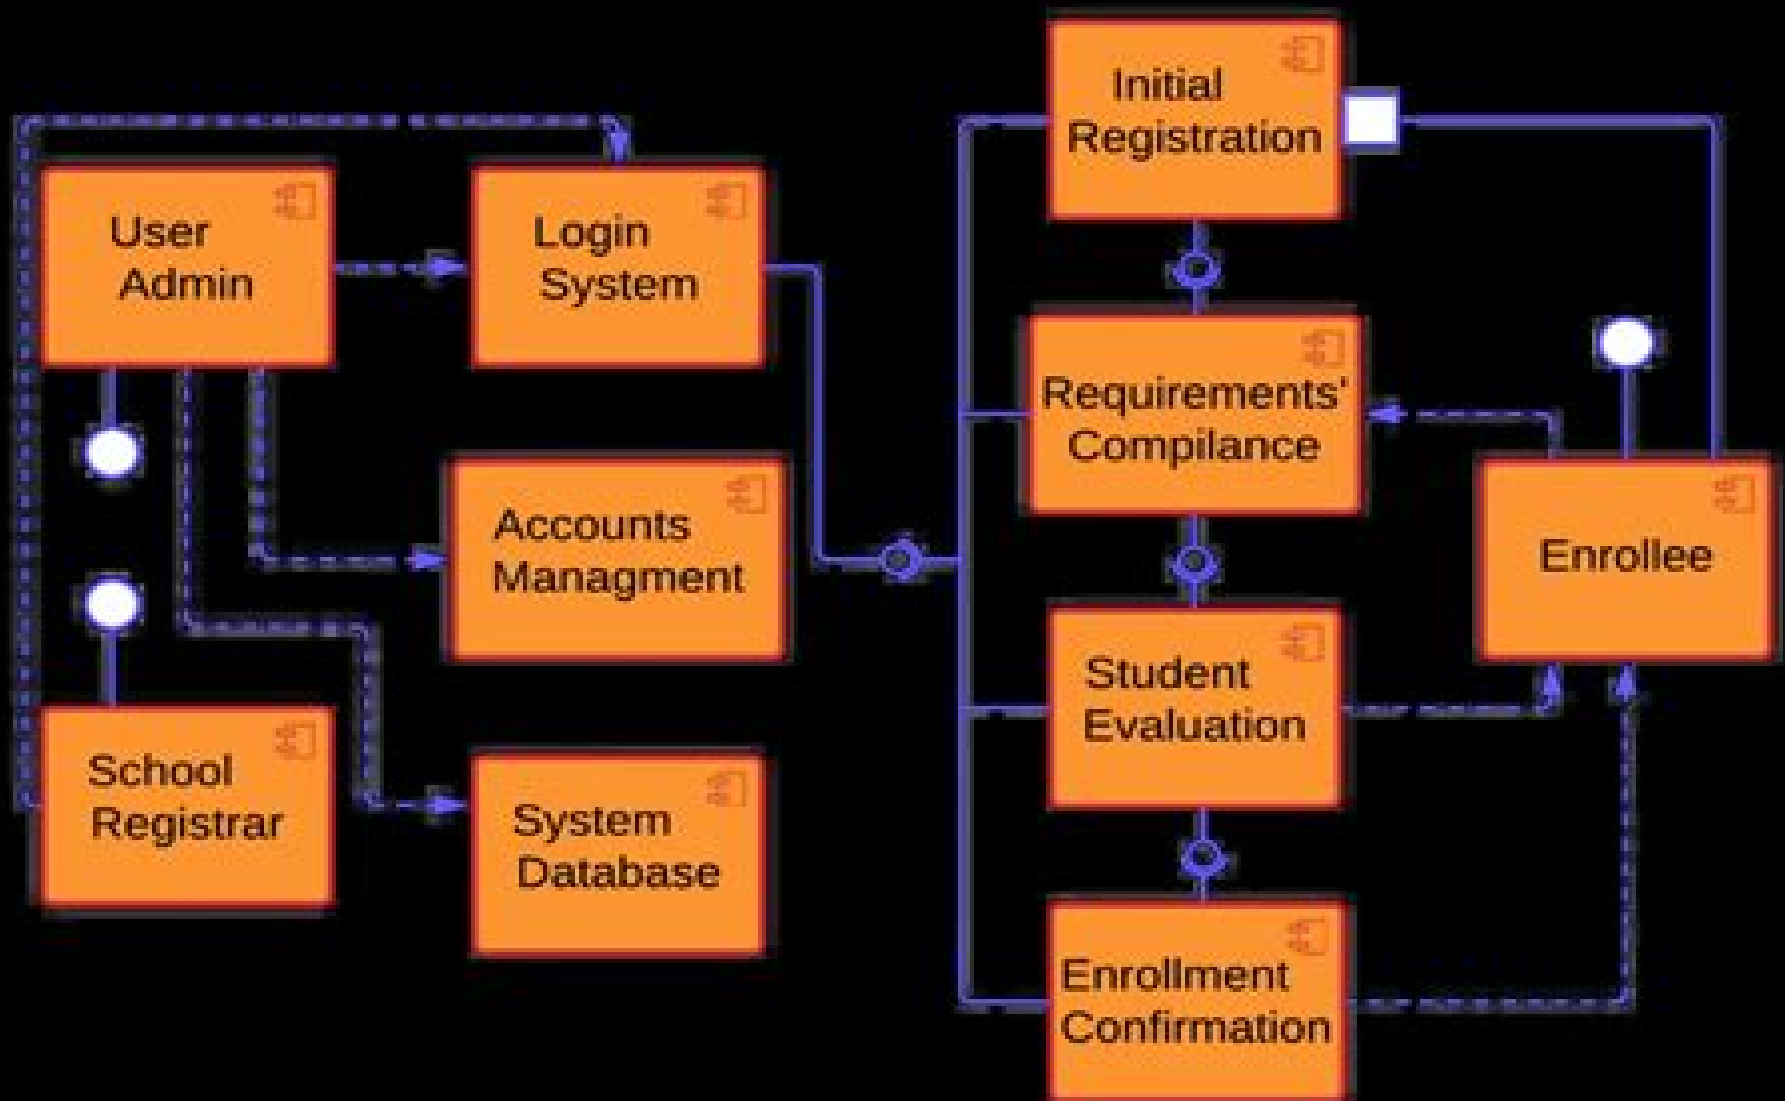 Initial
Registration
User
Admin
Login
System
Requirements'
Compilance
Accounts
Managment
Enrollee
Student
Evaluation
School
Registrar
System
Database
Enrollment
Confirmation